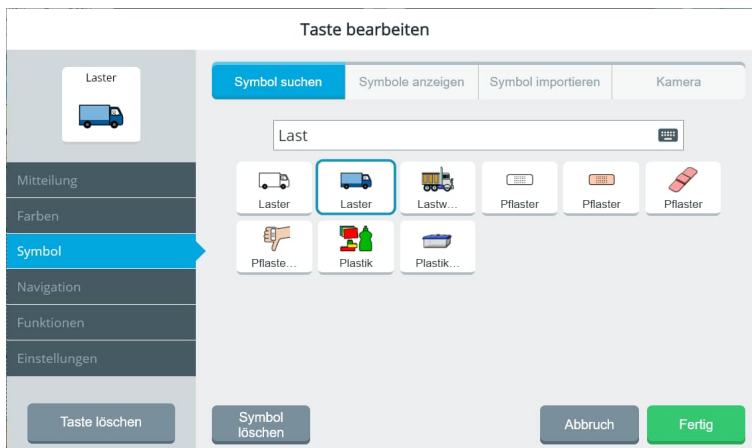 Taste bearbeiten
Laster
Symbol suchen
Symbole anzeigen
Symbol importieren
Kamera
Last
Mitteilung
Farben
Symbol
Navigation
Funktionen
Einstellungen
Laster
Laster
Lastw...
Pflaster
Pflaster
Pflaster
Pflaste...
Plastik
Plastik...
Taste löschen
Symbol
löschen
Abbruch
Fertig